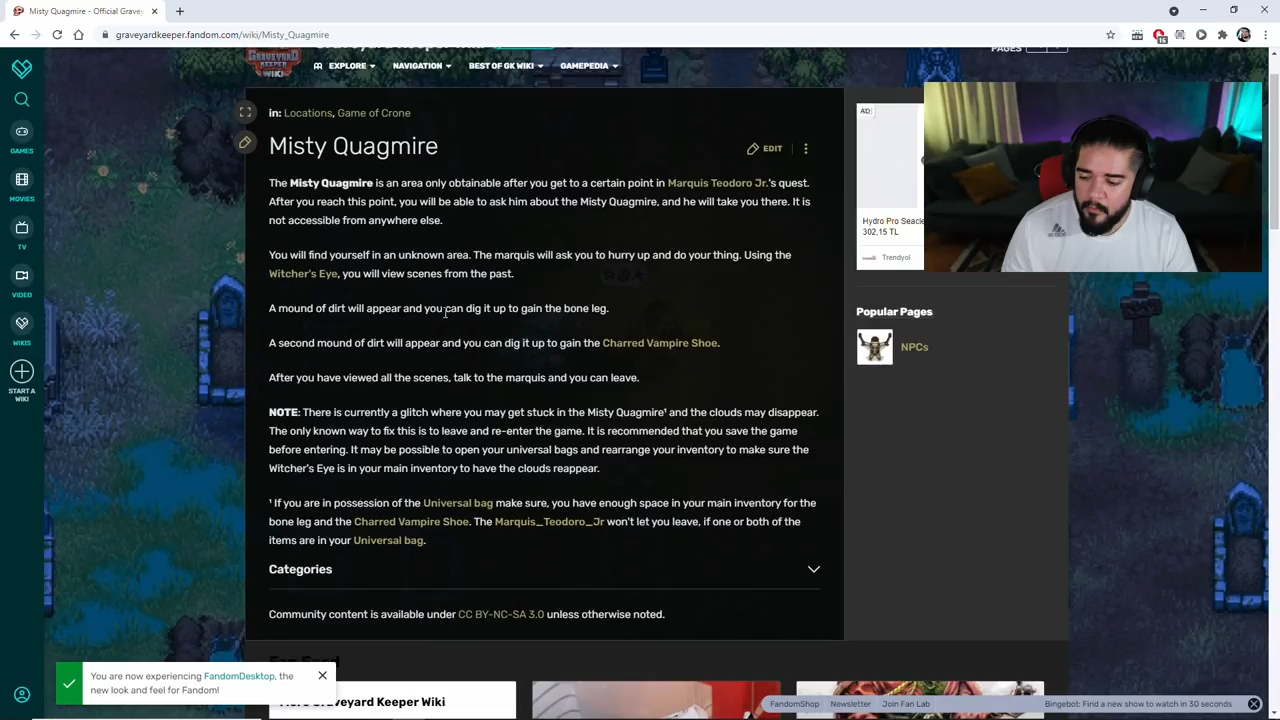 Misty Quagmire - Official Gravey
graveyardkeeper.fandom.com/wiki/Misty_Quagmire
15
GRAVEYARD
KEEPER
WIKI
EXPLORE
NAVIGATION
BEST OF GK WIKI
GAMEPEDIA
PAGES
GAMES
MOVIES
TV
VIDEO
WIKIS
START A
WIKI
in: Locations, Game of Crone
Misty Quagmire
EDIT
The Misty Quagmire is an area only obtainable after you get to a certain point in Marquis Teodoro Jr.'s quest.
After you reach this point, you will be able to ask him about the Misty Quagmire, and he will take you there. It is
not accessible from anywhere else.
You will find yourself in an unknown area. The marquis will ask you to hurry up and do your thing. Using the
Witcher's Eye, you will view scenes from the past.
A mound of dirt will appear and you can dig it up to gain the bone leg.
A second mound of dirt will appear and you can dig it up to gain the Charred Vampire Shoe.
After you have viewed all the scenes, talk to the marquis and you can leave.
NOTE: There is currently a glitch where you may get stuck in the Misty Quagmire¹ and the clouds may disappear.
The only known way to fix this is to leave and re-enter the game. It is recommended that you save the game
before entering. It may be possible to open your universal bags and rearrange your inventory to make sure the
Witcher's Eye is in your main inventory to have the clouds reappear.
¹ If you are in possession of the Universal bag make sure, you have enough space in your main inventory for the
bone leg and the Charred Vampire Shoe. The Marquis_Teodoro_Jr won't let you leave, if one or both of the
items are in your Universal bag.
Categories
Community content is available under CC BY-NC-SA 3.0 unless otherwise noted.
AD
Hydro Pro Seacie
302,15 TL
Trendyol
Popular Pages
NPCs
You are now experiencing FandomDesktop, the
new look and feel for Fandom!
Graveyard Keeper Wiki
FandomShop
Newsletter
Join Fan Lab
Bingebot: Find a new show to watch in 30 seconds